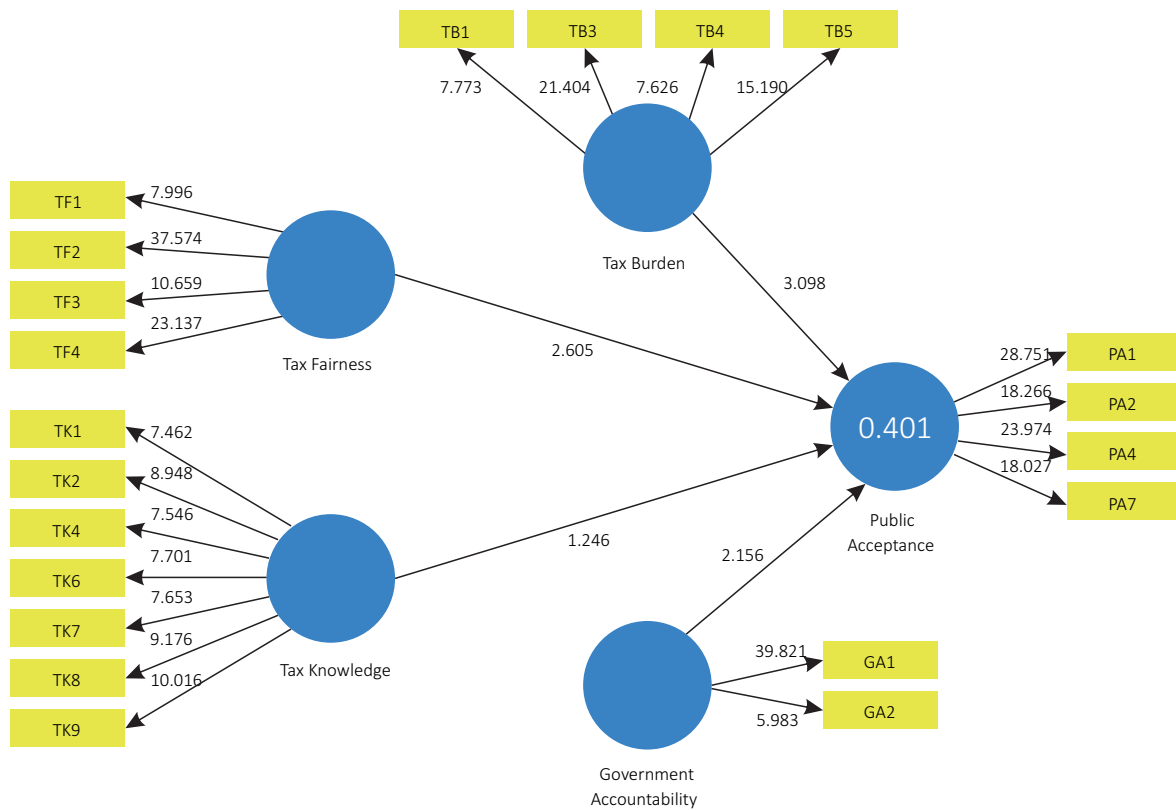 TB1
TB3
TB4
TB5
7.773
21.404
7.626
15.190
Tax Burden
TF1
TF2
TF3
TF4
7.996
37.574
10.659
23.137
Tax Fairness
2.605
3.098
TK1
TK2
TK4
TK6
TK7
TK8
TK9
7.462
8.948
7.546
7.701
7.653
9.176
10.016
Tax Knowledge
1.246
0.401
Public
Acceptance
28.751
18.266
23.974
18.027
PA1
PA2
PA4
PA7
2.156
39.821
5.983
GA1
GA2
Government
Accountability